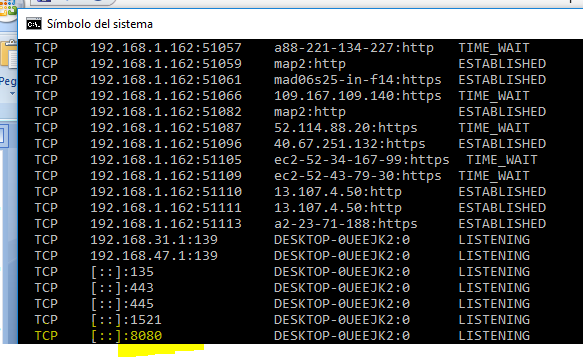 Símbolo del sistema
Peg
TCP 192.168.1.162:51057 a88-221-134-227:http TIME_WAIT
TCP 192.168.1.162:51059 map2:http ESTABLISHED
TCP 192.168.1.162:51061 mad06s25-in-f14:https ESTABLISHED
TCP 192.168.1.162:51066 109.167.109.140:https TIME_WAIT
TCP 192.168.1.162:51082 map2:http ESTABLISHED
TCP 192.168.1.162:51087 52.114.88.20:https TIME_WAIT
TCP 192.168.1.162:51096 40.67.251.132:https ESTABLISHED
TCP 192.168.1.162:51105 ec2-52-34-167-99:https TIME_WAIT
TCP 192.168.1.162:51109 ec2-52-43-79-30:https TIME_WAIT
TCP 192.168.1.162:51110 13.107.4.50:http ESTABLISHED
TCP 192.168.1.162:51111 13.107.4.50:http ESTABLISHED
TCP 192.168.1.162:51113 a2-23-71-188:https ESTABLISHED
TCP 192.168.31.1:139 DESKTOP-0UEEJK2:0 LISTENING
TCP 192.168.47.1:139 DESKTOP-0UEEJK2:0 LISTENING
TCP [::]:135 DESKTOP-0UEEJK2:0 LISTENING
TCP [::]:443 DESKTOP-0UEEJK2:0 LISTENING
TCP [::]:445 DESKTOP-0UEEJK2:0 LISTENING
TCP [::]:1521 DESKTOP-0UEEJK2:0 LISTENING
TCP [::]:8080 DESKTOP-0UEEJK2:0 LISTENING